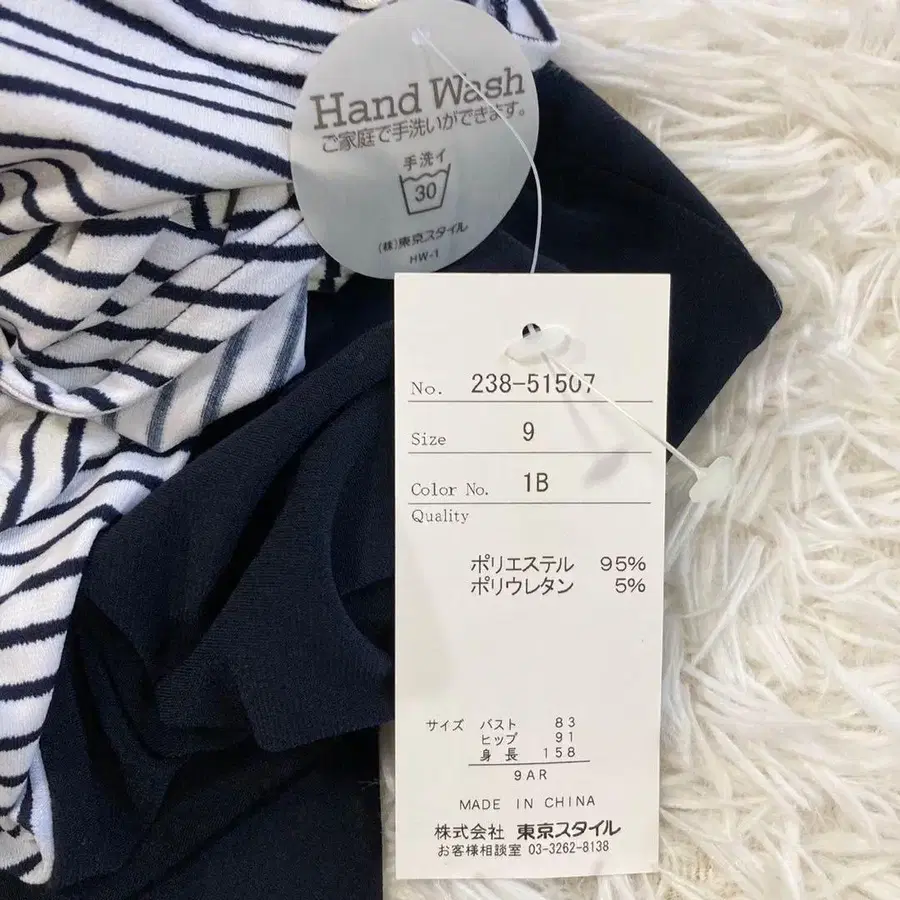 Hand Wash
ご家庭で手洗いができます。
手洗イ
30
(株)東京スタイル
HW-1
No. 238-51507
Size 9
Color No. 1B
Quality
ポリエステル 95%
ポリウレタン 5%
サイズ バスト 83
ヒップ 91
身長 158
9AR
MADE IN CHINA
株式会社 東京スタイル
お客様相談室 03-3262-8138